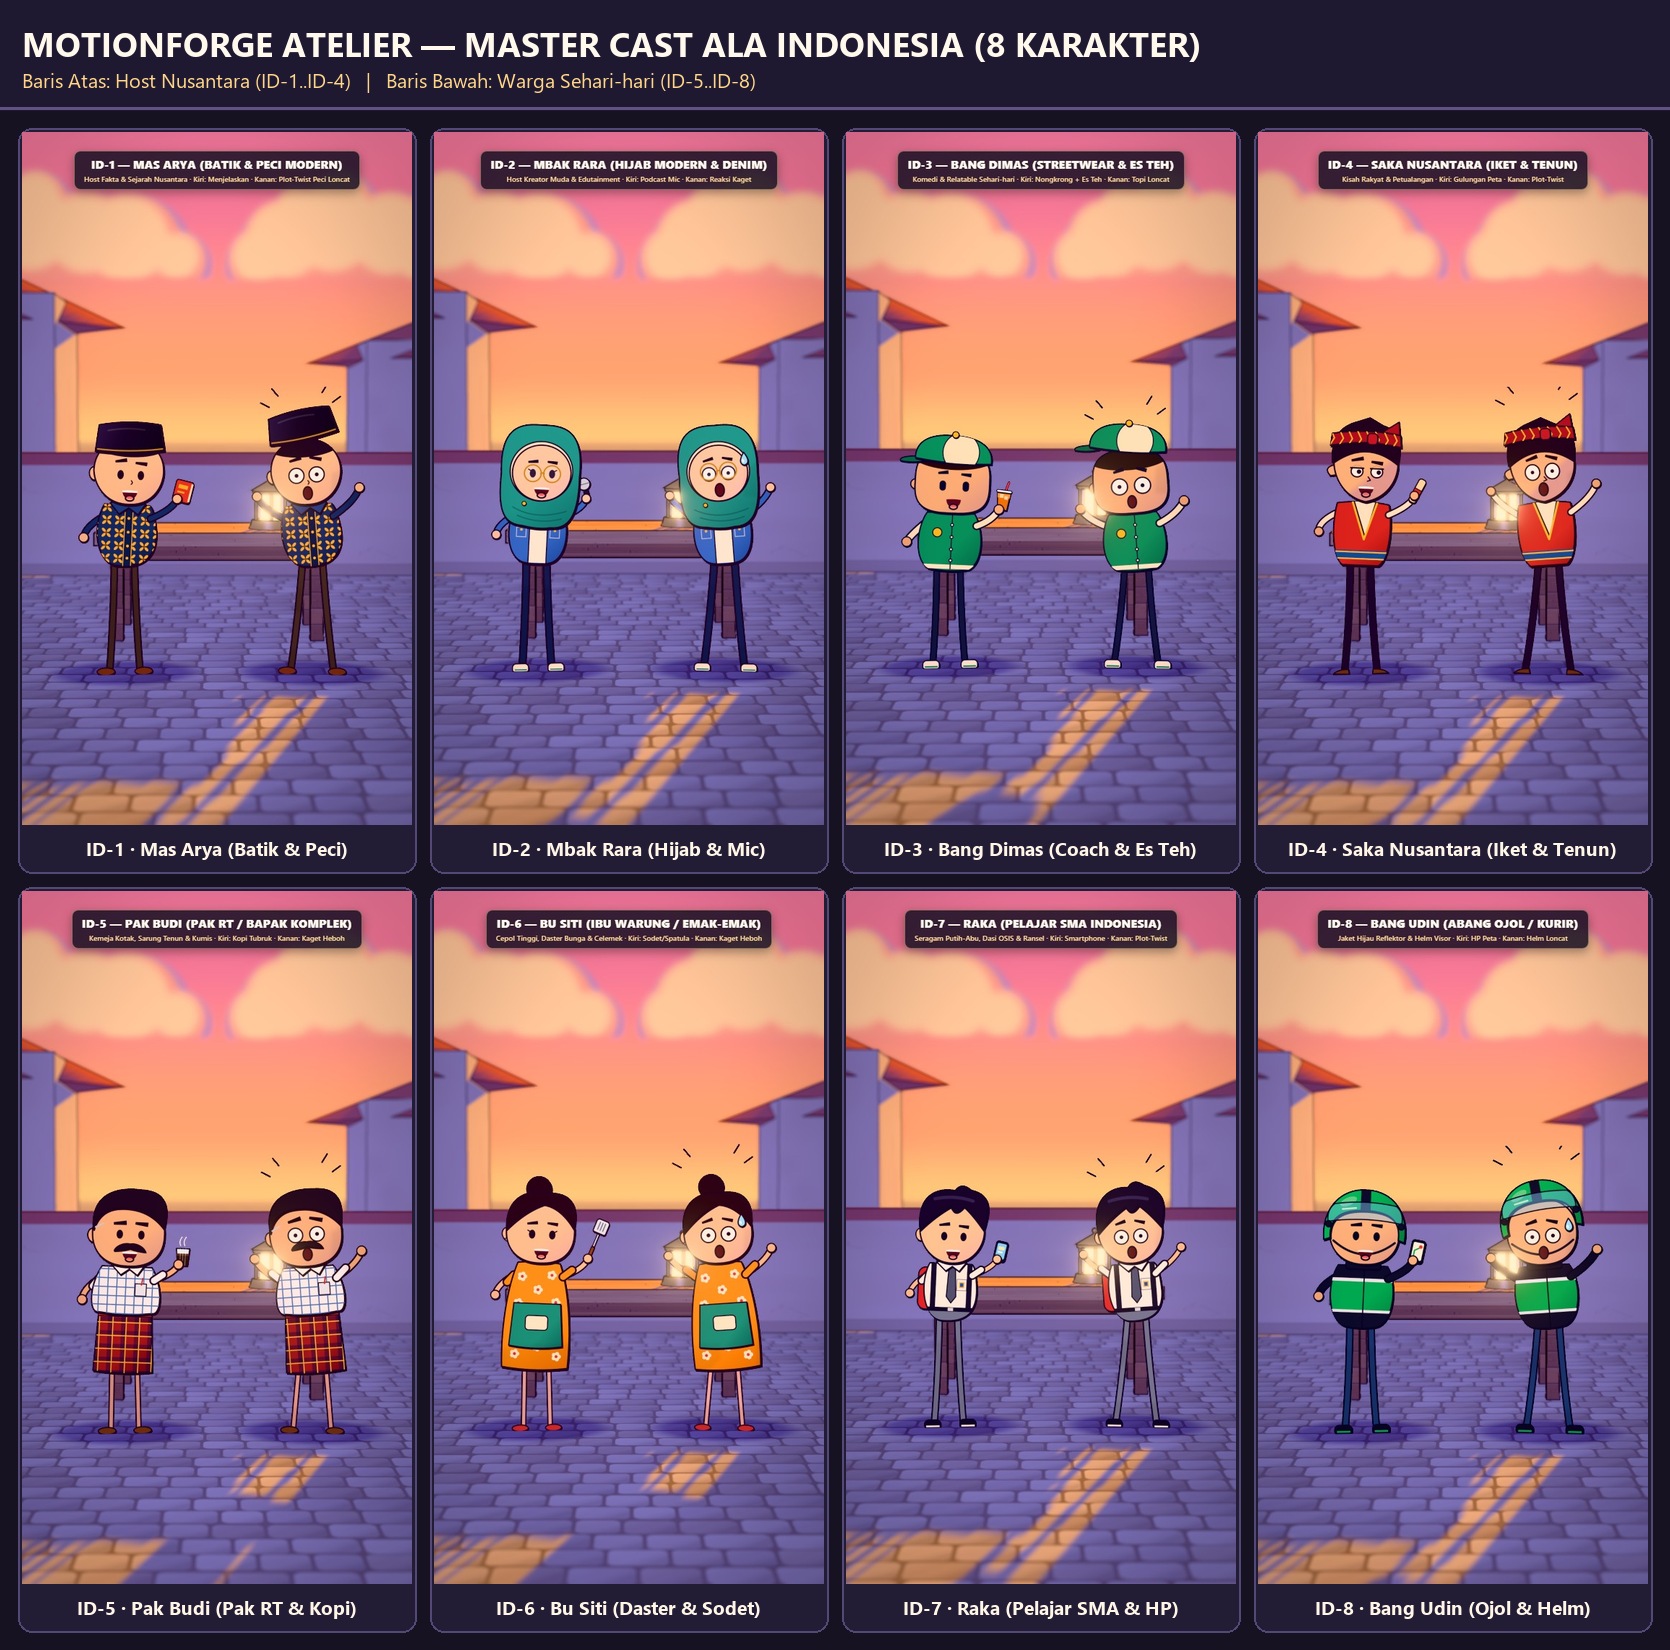 MOTIONFORGE ATELIER — MASTER CAST ALA INDONESIA (8 KARAKTER)
Baris Atas: Host Nusantara (ID-1..ID-4) | Baris Bawah: Warga Sehari-hari (ID-5..ID-8)
ID-1 — MAS ARYA (BATIK & PECI MODERN)
Host Fakta & Sejarah Nusantara · Kiri: Menjelaskan · Kanan: Plot-Twist Peci Loncat
ID-1 · Mas Arya (Batik & Peci)
ID-2 — MBAK RARA (HIJAB MODERN & DENIM)
Host Kreator Muda & Edutainment · Kiri: Podcast Mic · Kanan: Reaksi Kaget
ID-2 · Mbak Rara (Hijab & Mic)
ID-3 — BANG DIMAS (STREETWEAR & ES TEH)
Komedi & Relatable Sehari-hari · Kiri: Nongkrong + Es Teh · Kanan: Topi Loncat
ID-3 · Bang Dimas (Coach & Es Teh)
ID-4 — SAKA NUSANTARA (IKET & TENUN)
Kisah Rakyat & Petualangan · Kiri: Gulungan Peta · Kanan: Plot-Twist
ID-4 · Saka Nusantara (Iket & Tenun)
ID-5 — PAK BUDI (PAK RT / BAPAK KOMPLEK)
Kemeja Kotak, Sarung Tenun & Kumis · Kiri: Kopi Tubruk · Kanan: Kaget Heboh
ID-5 · Pak Budi (Pak RT & Kopi)
ID-6 — BU SITI (IBU WARUNG / EMAK-EMAK)
Cepol Tinggi, Daster Bunga & Celemek · Kiri: Sodet/Spatula · Kanan: Kaget Heboh
ID-6 · Bu Siti (Daster & Sodet)
ID-7 — RAKA (PELAJAR SMA INDONESIA)
Seragam Putih-Abu, Dasi OSIS & Ransel · Kiri: Smartphone · Kanan: Plot-Twist
ID-7 · Raka (Pelajar SMA & HP)
ID-8 — BANG UDIN (ABANG OJOL / KURIR)
Jaket Hijau Reflektor & Helm Visor · Kiri: HP Peta · Kanan: Helm Loncat
ID-8 · Bang Udin (Ojol & Helm)